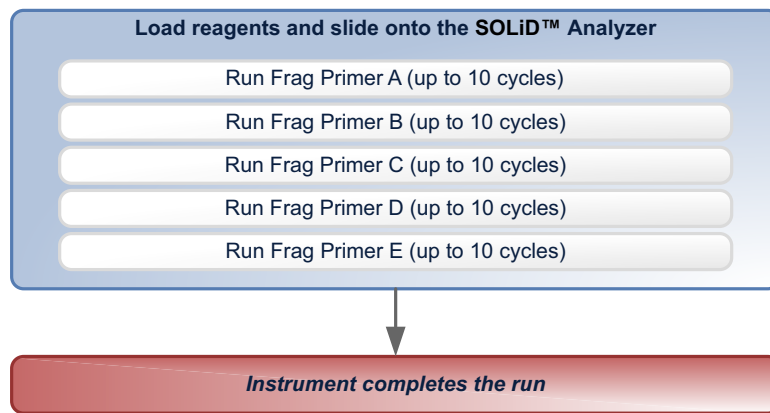 Load reagents and slide onto the SOLiD™ Analyzer
Run Frag Primer A (up to 10 cycles)
Run Frag Primer B (up to 10 cycles)
Run Frag Primer C (up to 10 cycles)
Run Frag Primer D (up to 10 cycles)
Run Frag Primer E (up to 10 cycles)
Instrument completes the run